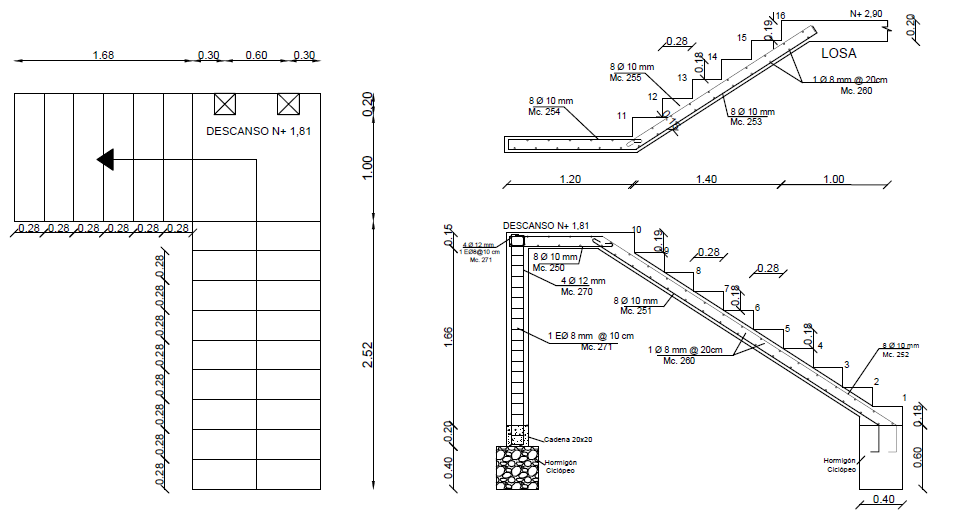 1.68
0.30
0.60
0.30
DESCANSO N+ 1,81
0.20
1.00
2.52
0.28
0.28
0.28
0.28
0.28
0.28
0.28
0.28
0.28
0.28
0.28
0.28
0.28
0.28
16
N+ 2,90
0.20
0.19
15
LOSA
0.28
14
0.18
8 Ø 10 mm
Mc. 255
13
1 Ø 8 mm @ 20cm
Mc. 260
12
8 Ø 10 mm
Mc. 254
11
8 Ø 10 mm
Mc. 253
1.20
1.40
1.00
DESCANSO N+ 1,81
10
0.15
0.19
4 Ø 12 mm
1 EØ8@10 cm
Mc. 271
9
8 Ø 10 mm
Mc. 250
8
0.28
0.28
4 Ø 12 mm
Mc. 270
7
0.18
8 Ø 10 mm
Mc. 251
6
1.66
1 EØ 8 mm @ 10 cm
Mc. 271
5
0.18
1 Ø 8 mm @ 20cm
Mc. 260
4
8 Ø 10 mm
Mc. 252
3
2
1
0.18
0.20
Cadena 20x20
0.40
Hormigón
Ciclópeo
Hormigón
Ciclópeo
0.60
0.40